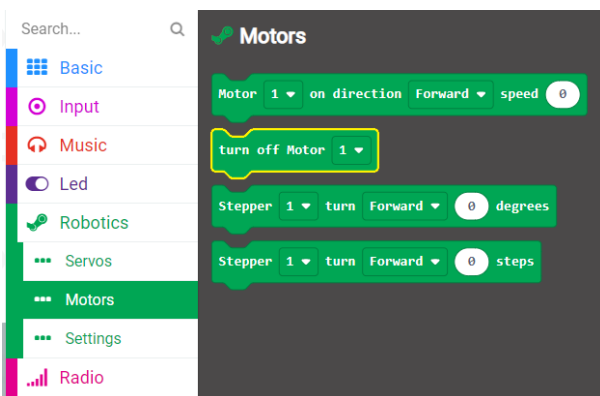 Search...
Basic
Input
Music
Led
Robotics
Servos
Motors
Settings
Radio
Motors
Motor 1 on direction Forward speed 0
turn off Motor 1
Stepper 1 turn Forward 0 degrees
Stepper 1 turn Forward 0 steps